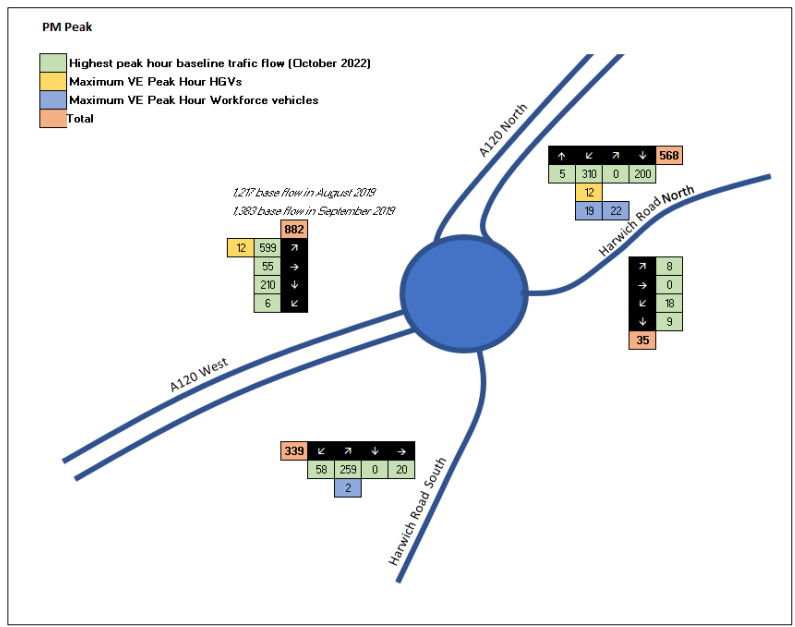 PM Peak
Highest peak hour baseline trafic flow (October 2022)
Maximum VE Peak Hour HGVs
Maximum VE Peak Hour Workforce vehicles
Total
A120 North
↑ ↙ ↗ ↓ 568
5 310 0 200
12
19 22
1,217 base flow in August 2019
1,383 base flow in September 2019
882
12 599 ↗
55 →
210 ↓
6 ↙
Harwich Road North
↗ 8
→ 0
↙ 18
↓ 9
35
A120 West
339 ↙ ↗ ↓ →
58 259 0 20
2
Harwich Road South